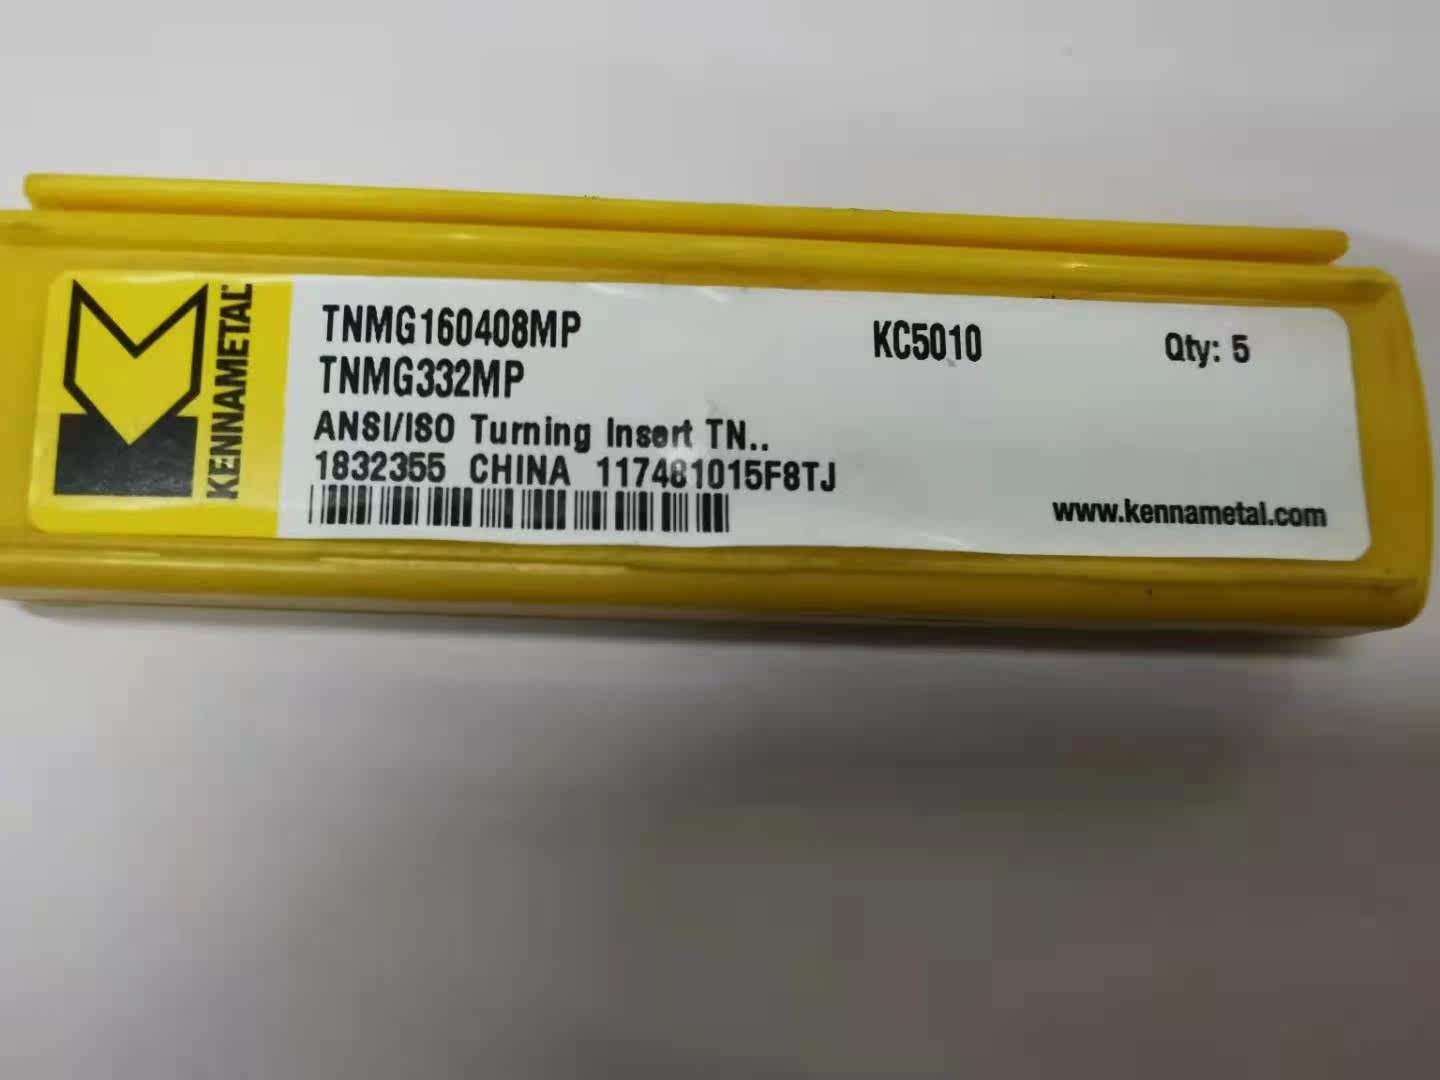 KENNAMETAL
TNMG160408MP KC5010 Qty: 5
TNMG332MP
ANSI/ISO Turning Insert TN..
1832355 CHINA 117481015F8TJ
www.kennametal.com